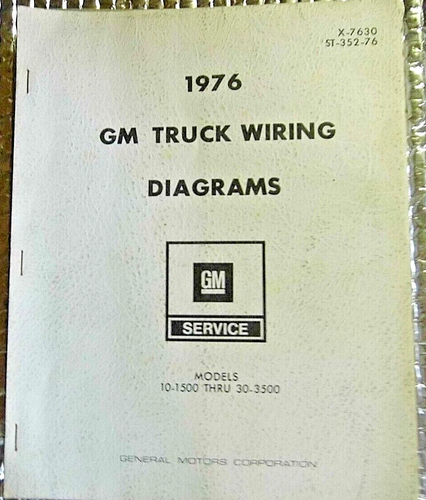 X-7630
ST-352-76
1976
GM TRUCK WIRING
DIAGRAMS
GM
SERVICE
MODELS
10-1500 THRU 30-3500
GENERAL MOTORS CORPORATION